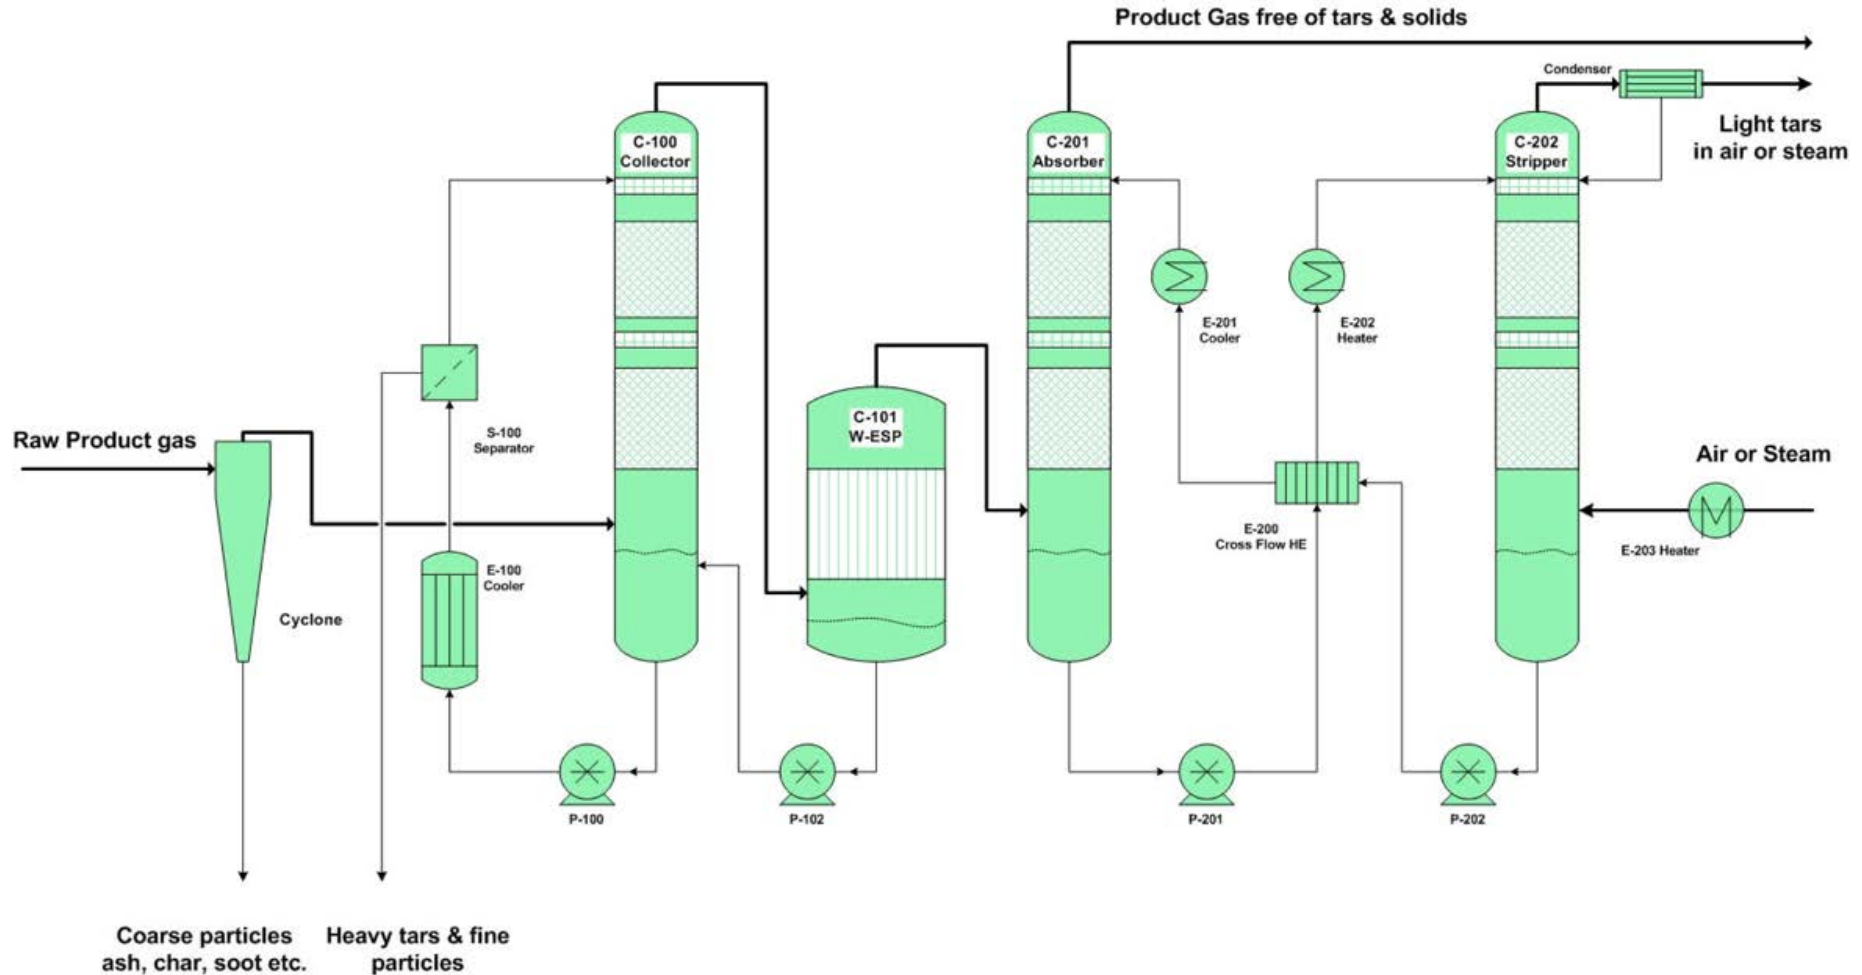 Product Gas free of tars & solids
Condenser
Light tars
in air or steam
C-100
Collector
C-201
Absorber
C-202
Stripper
E-201
Cooler
E-202
Heater
C-101
W-ESP
Raw Product gas
S-100
Separator
Air or Steam
E-200
Cross Flow HE
E-203 Heater
E-100
Cooler
Cyclone
P-100
P-102
P-201
P-202
Coarse particles
ash, char, soot etc.
Heavy tars & fine
particles